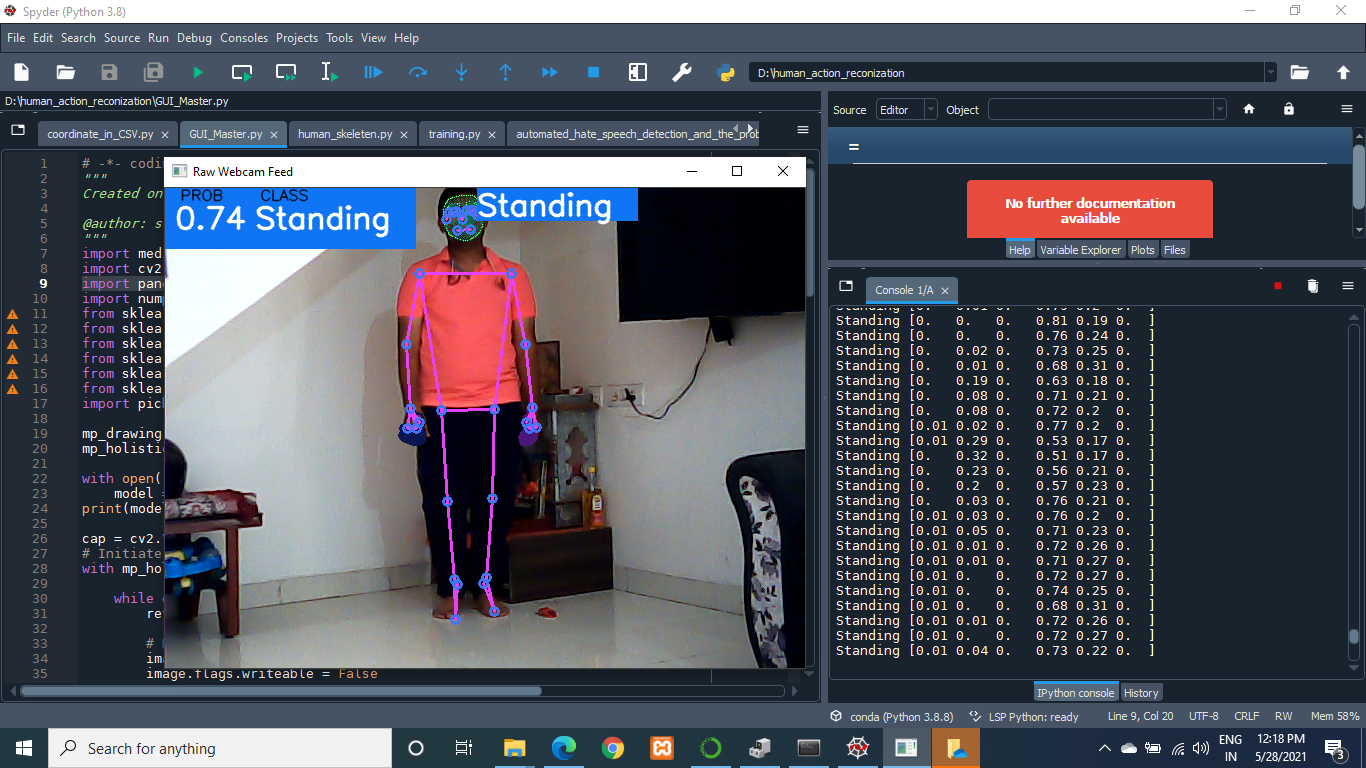 Spyder (Python 3.8)
File Edit Search Source Run Debug Consoles Projects Tools View Help
D:\human_action_reconization
D:\human_action_reconization\GUI_Master.py
coordinate_in_CSV.py GUI_Master.py human_skeleten.py training.py automated_hate_speech_detection_and_the_prob
1 # -*- codi
2 """
3 Created on
4
5 @author: s
6 """
7 import med
8 import cv2
9 import pan
10 import num
11 from sklea
12 from sklea
13 from sklea
14 from sklea
15 from sklea
16 from sklea
17 import pic
18
19 mp_drawing
20 mp_holisti
21
22 with open(
23 model =
24 print(mode
25
26 cap = cv2.
27 # Initiate
28 with mp_ho
29
30 while
31 re
32
33 #
34 im
35 image.flags.writeable = False
Raw Webcam Feed
PROB CLASS
0.74 Standing
Standing
Source Editor Object
=
No further documentation
available
Help Variable Explorer Plots Files
Console 1/A
Standing [0. 0. 0. 0.81 0.19 0. ]
Standing [0. 0. 0. 0.76 0.24 0. ]
Standing [0. 0.02 0. 0.73 0.25 0. ]
Standing [0. 0.01 0. 0.68 0.31 0. ]
Standing [0. 0.19 0. 0.63 0.18 0. ]
Standing [0. 0.08 0. 0.71 0.21 0. ]
Standing [0. 0.08 0. 0.72 0.2 0. ]
Standing [0.01 0.02 0. 0.77 0.2 0. ]
Standing [0.01 0.29 0. 0.53 0.17 0. ]
Standing [0. 0.32 0. 0.51 0.17 0. ]
Standing [0. 0.23 0. 0.56 0.21 0. ]
Standing [0. 0.2 0. 0.57 0.23 0. ]
Standing [0. 0.03 0. 0.76 0.21 0. ]
Standing [0.01 0.03 0. 0.76 0.2 0. ]
Standing [0.01 0.05 0. 0.71 0.23 0. ]
Standing [0.01 0.01 0. 0.72 0.26 0. ]
Standing [0.01 0.01 0. 0.71 0.27 0. ]
Standing [0.01 0. 0. 0.72 0.27 0. ]
Standing [0.01 0. 0. 0.74 0.25 0. ]
Standing [0.01 0. 0. 0.68 0.31 0. ]
Standing [0.01 0.01 0. 0.72 0.26 0. ]
Standing [0.01 0. 0. 0.72 0.27 0. ]
Standing [0.01 0.04 0. 0.73 0.22 0. ]
IPython console History
conda (Python 3.8.8) LSP Python: ready Line 9, Col 20 UTF-8 CRLF RW Mem 58%
Search for anything
ENG
IN
12:18 PM
5/28/2021
3